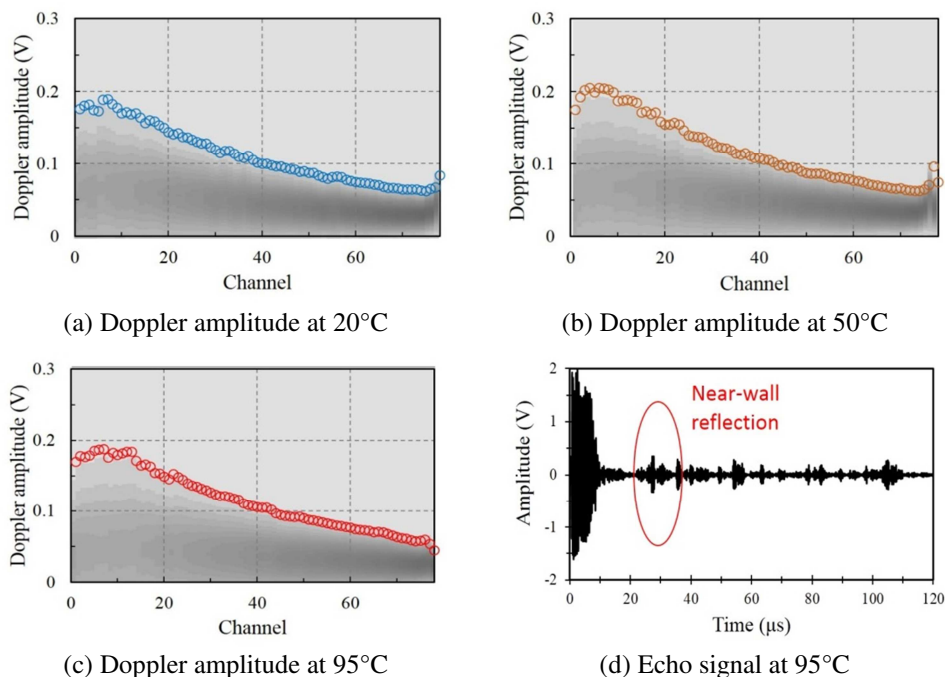 0.3
0.2
0.1
0
Doppler amplitude (V)
0 20 40 60
Channel
(a) Doppler amplitude at 20°C
0.3
0.2
0.1
0
Doppler amplitude (V)
0 20 40 60
Channel
(b) Doppler amplitude at 50°C
0.3
0.2
0.1
0
Doppler amplitude (V)
0 20 40 60
Channel
(c) Doppler amplitude at 95°C
2
1
0
-1
-2
Amplitude (V)
Near-wall
reflection
0 20 40 60 80 100 120
Time (μs)
(d) Echo signal at 95°C